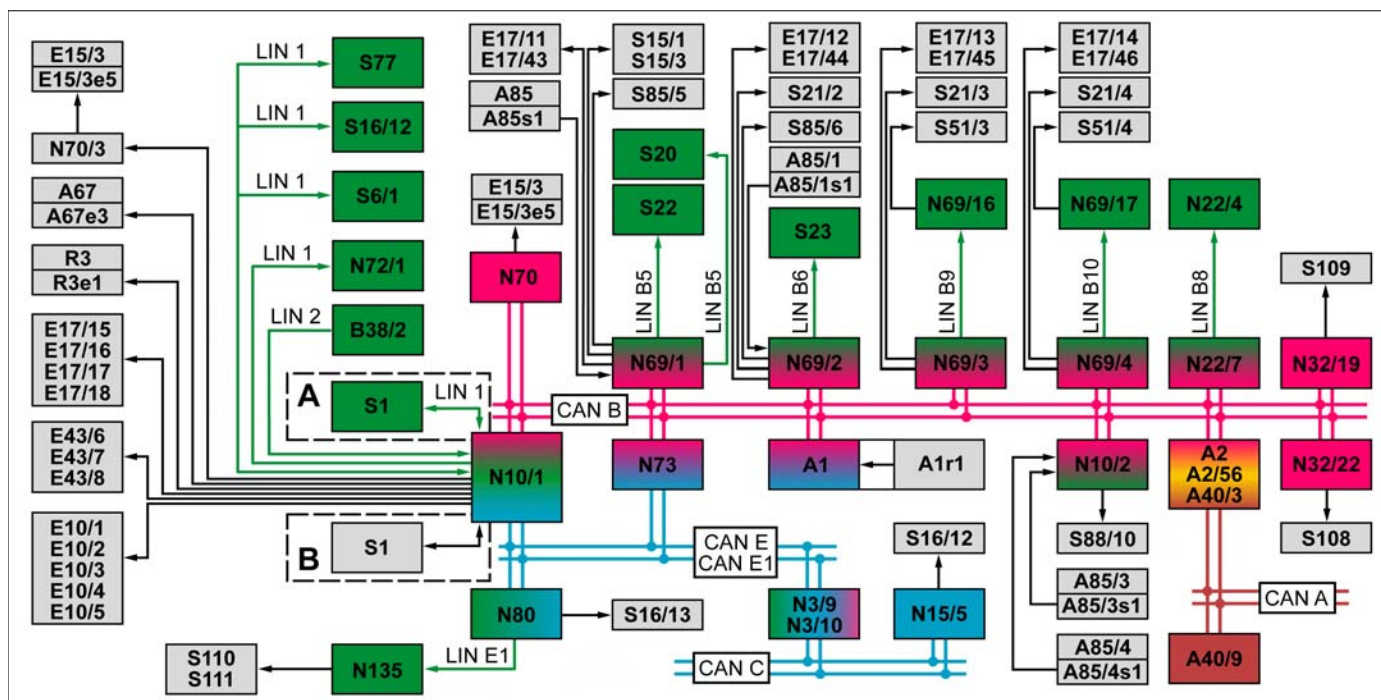 E15/3
E15/3e5
N70/3
A67
A67e3
R3
R3e1
E17/15
E17/16
E17/17
E17/18
E43/6
E43/7
E43/8
E10/1
E10/2
E10/3
E10/4
E10/5
LIN 1
S77
LIN 1
S16/12
LIN 1
S6/1
LIN 1
N72/1
LIN 2
B38/2
A
S1
LIN 1
N10/1
B
S1
N80
S16/13
LIN E1
N135
S110
S111
E17/11
E17/43
A85
A85s1
E15/3
E15/3e5
N70
S15/1
S15/3
S85/5
S20
S22
LIN B5
LIN B5
N69/1
CAN B
N73
CAN E
CAN E1
E17/12
E17/44
S21/2
S85/6
A85/1
A85/1s1
S23
LIN B6
N69/2
A1
A1r1
N3/9
N3/10
CAN C
E17/13
E17/45
S21/3
S51/3
N69/16
LIN B9
N69/3
S16/12
N15/5
E17/14
E17/46
S21/4
S51/4
N69/17
LIN B10
N69/4
N10/2
S88/10
A85/3
A85/3s1
A85/4
A85/4s1
N22/4
LIN B8
N22/7
A2
A2/56
A40/3
CAN A
A40/9
S109
N32/19
N32/22
S108